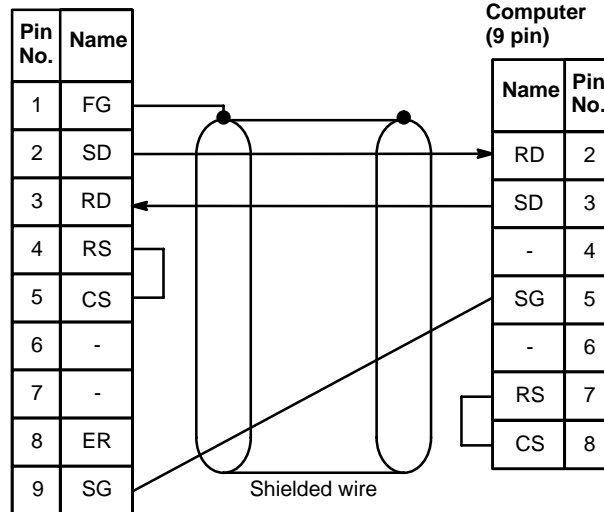 Pin No. Name
1 FG
2 SD
3 RD
4 RS
5 CS
6 -
7 -
8 ER
9 SG
Shielded wire
Computer
(9 pin)
Name Pin No.
RD 2
SD 3
- 4
SG 5
- 6
RS 7
CS 8